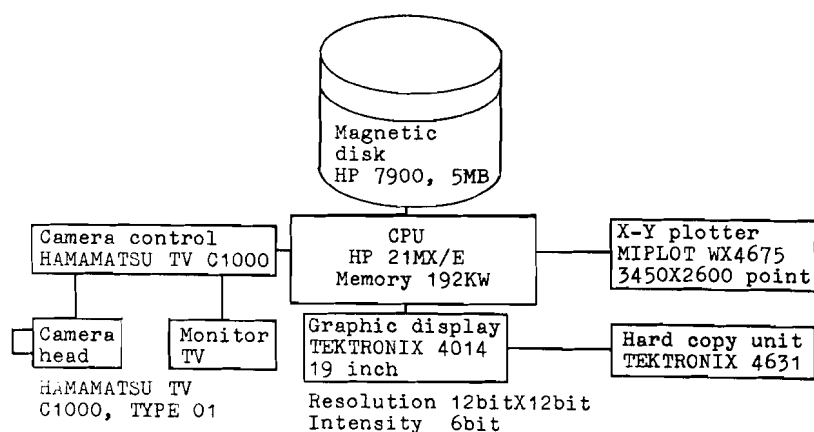 Magnetic
disk
HP 7900, 5MB
CPU
HP 21MX/E
Memory 192KW
Camera control
HAMAMATSU TV C1000
X-Y plotter
MIPLOT WX4675
3450X2600 point
Camera
head
Monitor
TV
Graphic display
TEKTRONIX 4014
19 inch
Hard copy unit
TEKTRONIX 4631
HAMAMATSU TV
C1000, TYPE 01
Resolution 12bitX12bit
Intensity 6bit